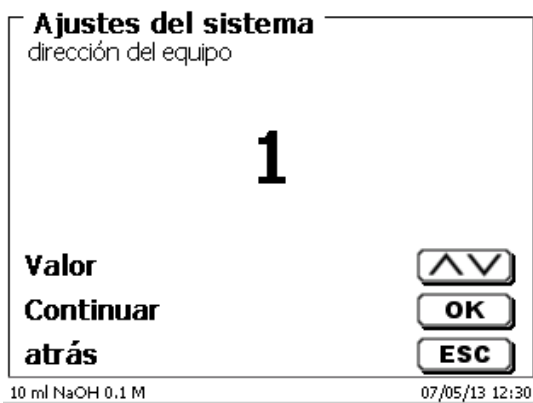 Ajustes del sistema
dirección del equipo
1
Valor
Continuar OK
atrás ESC
10 ml NaOH 0.1 M 07/05/13 12:30